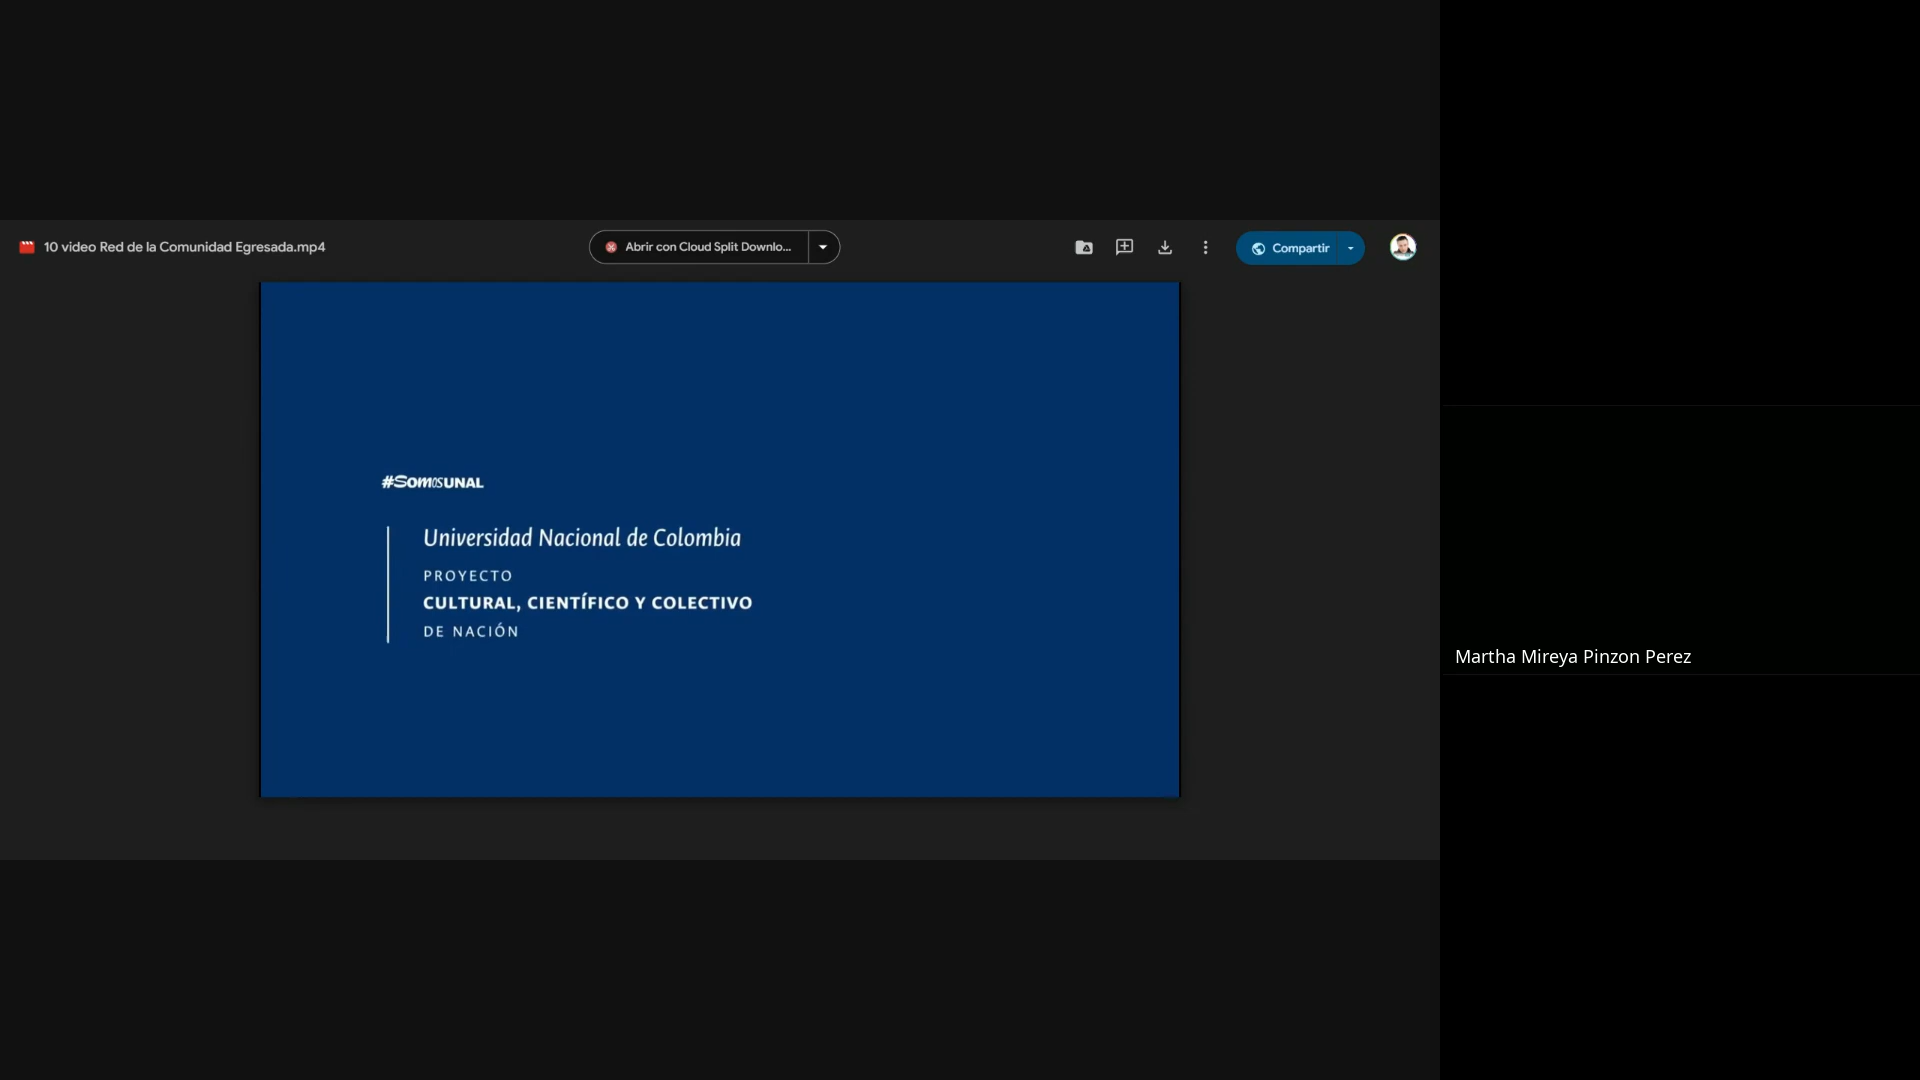 10 video Red de la Comunidad Egresada.mp4
Abrir con Cloud Split Downlo...
Compartir
#SomosUNAL
Universidad Nacional de Colombia
PROYECTO
CULTURAL, CIENTÍFICO Y COLECTIVO
DE NACIÓN
Martha Mireya Pinzon Perez